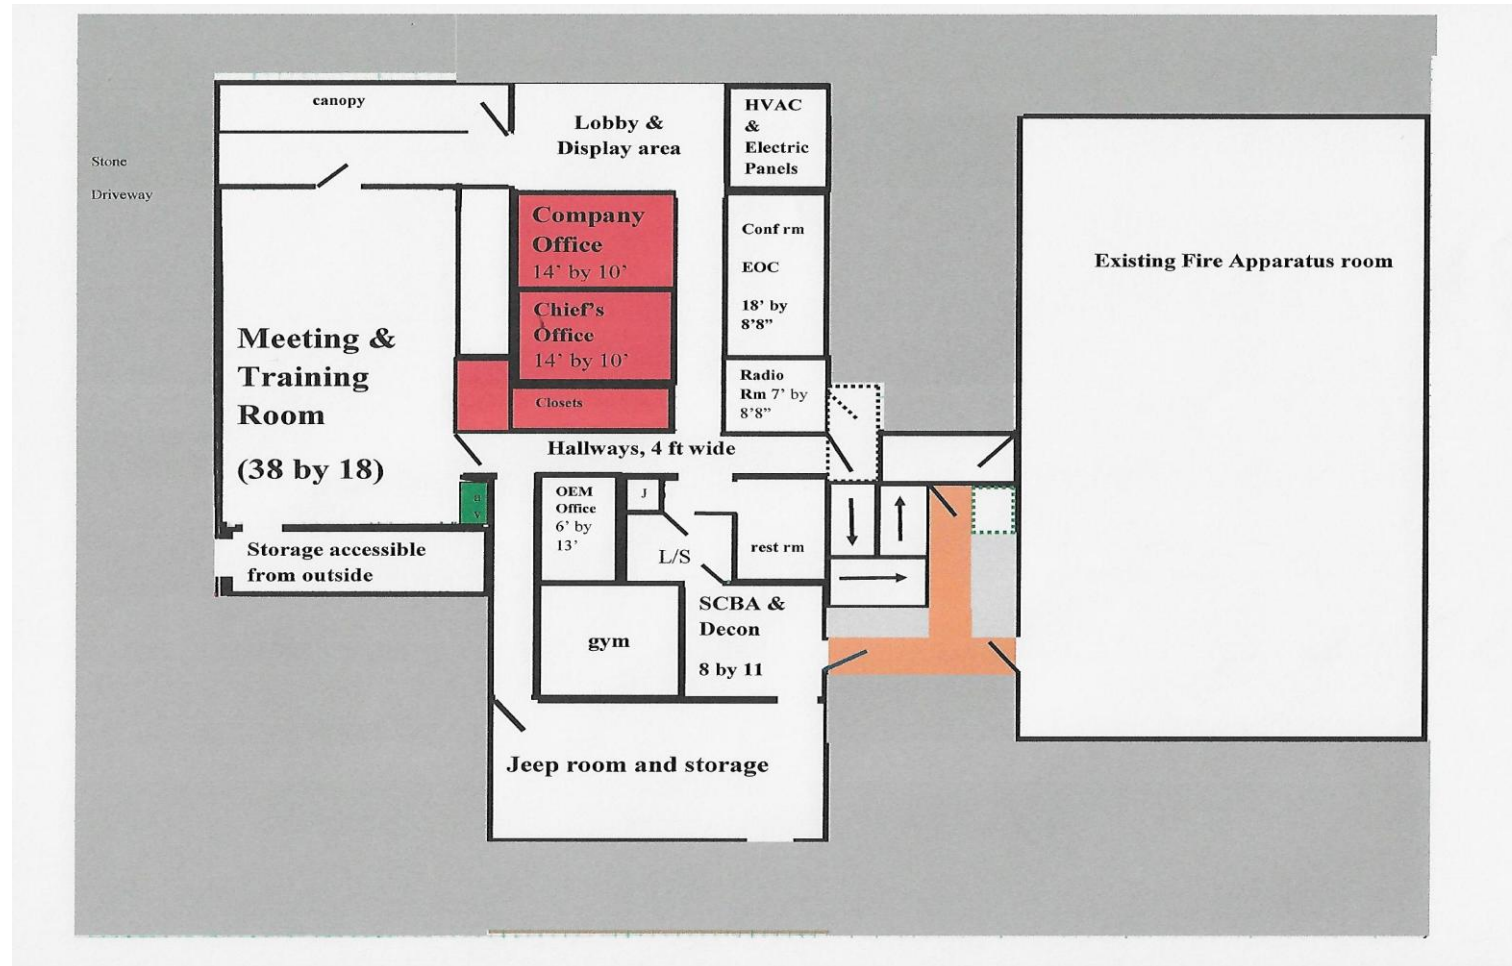 canopy
Lobby &
Display area
HVAC
&
Electric
Panels
Stone
Driveway
Company
Office
14’ by 10’
Chief’s
Office
14’ by 10’
Closets
Conf rm
EOC
18’ by
8’8”
Radio
Rm 7’ by
8’8”
Existing Fire Apparatus room
Meeting &
Training
Room
(38 by 18)
Hallways, 4 ft wide
a
v
OEM
Office
6’ by
13’
J
L/S
rest rm
Storage accessible
from outside
gym
SCBA &
Decon
8 by 11
Jeep room and storage